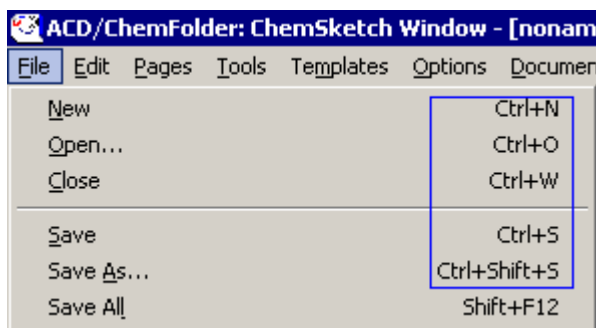 ACD/ChemFolder: ChemSketch Window - [nonam
File Edit Pages Tools Templates Options Documen
New Ctrl+N
Open... Ctrl+O
Close Ctrl+W
Save Ctrl+S
Save As... Ctrl+Shift+S
Save All Shift+F12